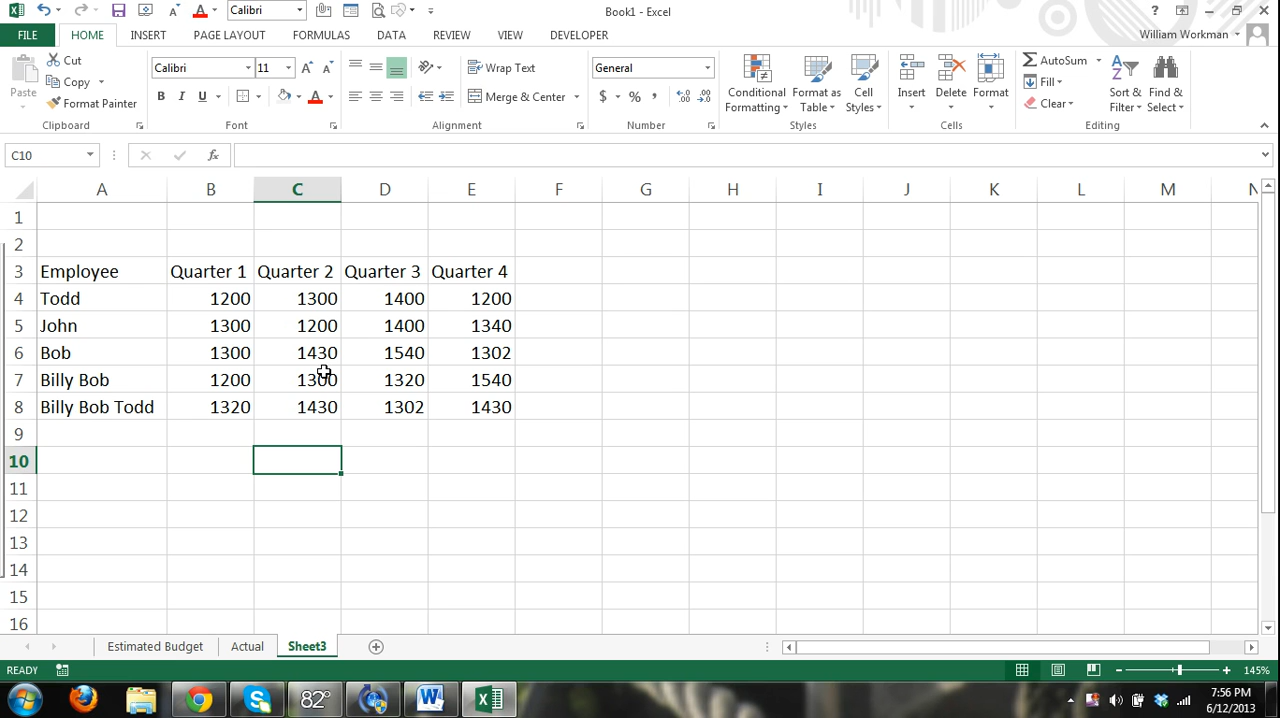 Calibri
Book1 - Excel
?
FILE HOME INSERT PAGE LAYOUT FORMULAS DATA REVIEW VIEW DEVELOPER William Workman
Paste
Cut
Copy
Format Painter
Clipboard
Calibri 11
B I U
Font
Wrap Text
Merge & Center
Alignment
General
$ % ,
Number
Conditional Formatting
Format as Table
Cell Styles
Styles
Insert Delete Format
Cells
AutoSum
Fill
Clear
Sort & Filter
Find & Select
Editing
C10 fx
A B C D E F G H I J K L M N
1
2
3 Employee Quarter 1 Quarter 2 Quarter 3 Quarter 4
4 Todd 1200 1300 1400 1200
5 John 1300 1200 1400 1340
6 Bob 1300 1430 1540 1302
7 Billy Bob 1200 1300 1320 1540
8 Billy Bob Todd 1320 1430 1302 1430
9
10
11
12
13
14
15
16
Estimated Budget Actual Sheet3
READY 145%
82°
7:56 PM
6/12/2013